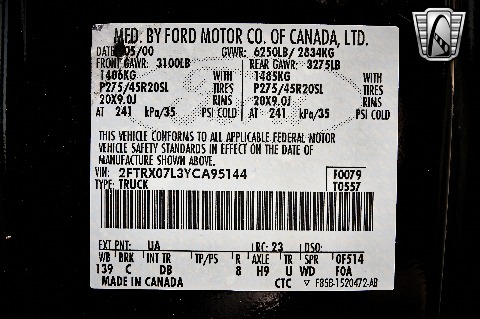 MFD. BY FORD MOTOR CO. OF CANADA, LTD.
DATE: 05/00 GVWR: 6250LB/ 2834KG
FRONT GAWR: 3100LB REAR GAWR: 3275LB
1406KG WITH 1485KG WITH
P275/45R20SL TIRES P275/45R20SL TIRES
20X9.0J RIMS 20X9.0J RIMS
AT 241 kPa/35 PSI COLD AT 241 kPa/35 PSI COLD
THIS VEHICLE CONFORMS TO ALL APPLICABLE FEDERAL MOTOR
VEHICLE SAFETY STANDARDS IN EFFECT ON THE DATE OF
MANUFACTURE SHOWN ABOVE.
VIN: 2FTRX07L3YCA95144 F0079
TYPE: TRUCK T0557
EXT PNT: UA RC: 23 DSO:
WB BRK INT TR TP/PS R AXLE TR SPR 0F514
139 C DB 8 H9 U WD F0A
MADE IN CANADA CTC F85B-1520472-AB